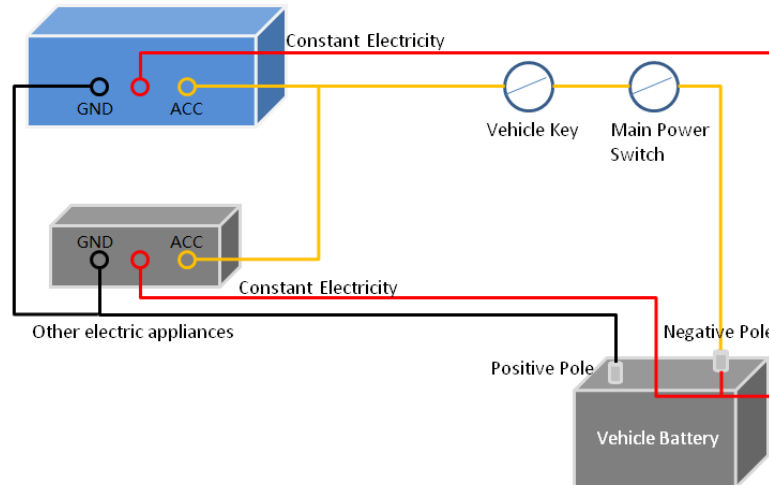 Constant Electricity
GND
ACC
Vehicle Key
Main Power
Switch
GND
ACC
Constant Electricity
Other electric appliances
Negative Pole
Positive Pole
Vehicle Battery